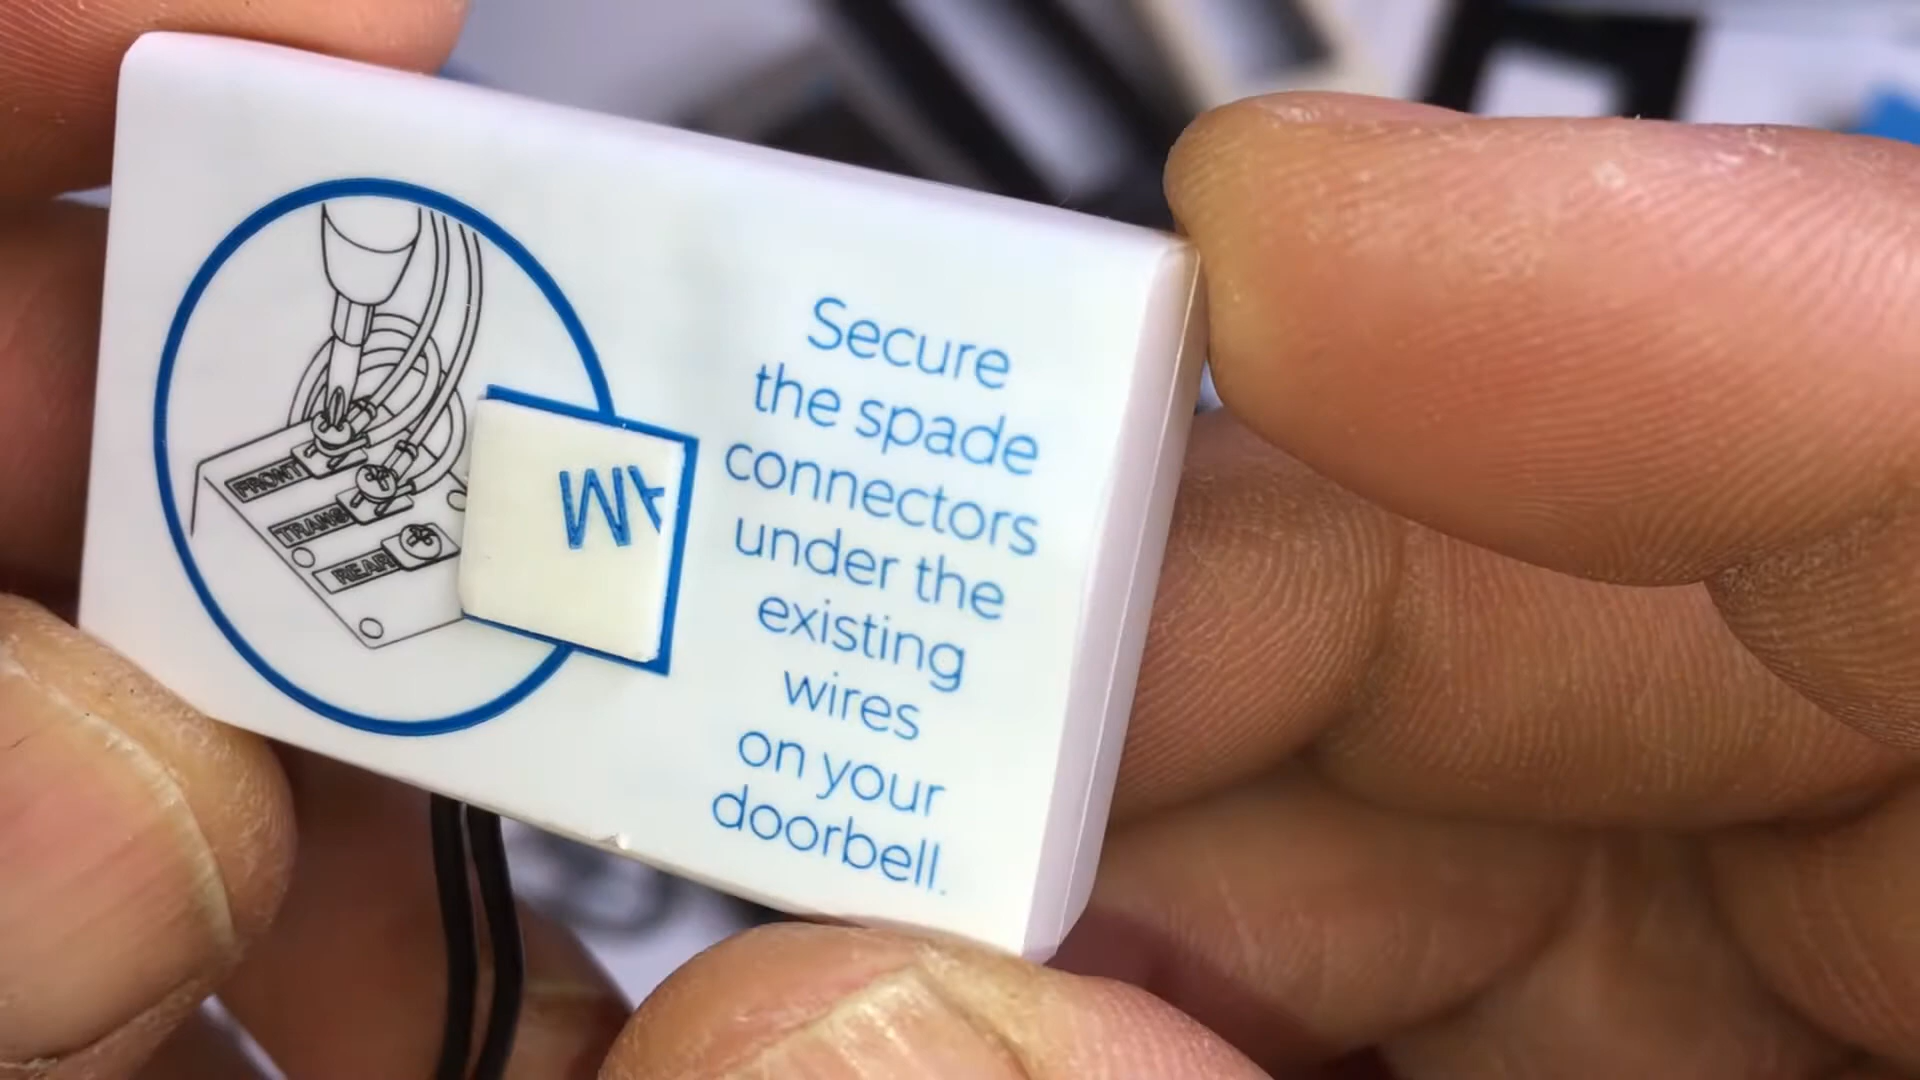 Secure
the spade
connectors
under the
existing
wires
on your
doorbell.
FRONT
TRANS
REAR